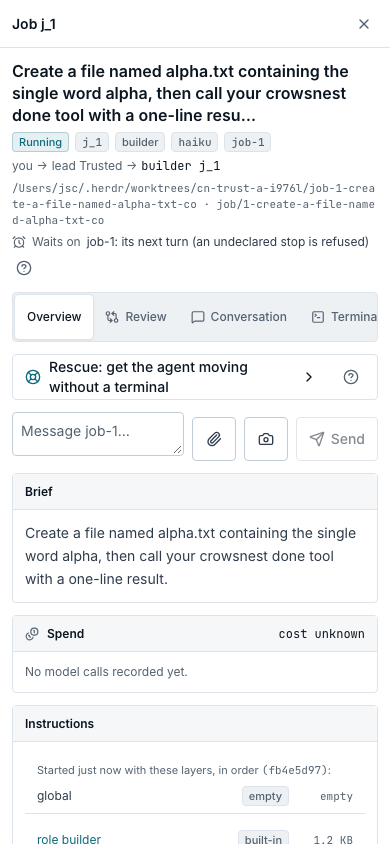 Job j_1
Create a file named alpha.txt containing the
single word alpha, then call your crowsnest
done tool with a one-line resu...
Running j_1 builder haiku job-1
you → lead Trusted → builder j_1
/Users/jsc/.herdr/worktrees/cn-trust-a-i976l/job-1-crea
te-a-file-named-alpha-txt-co · job/1-create-a-file-name
d-alpha-txt-co
Waits on job-1: its next turn (an undeclared stop is refused)
Overview Review Conversation Termina
Rescue: get the agent moving
without a terminal
Message job-1...
Send
Brief
Create a file named alpha.txt containing the single
word alpha, then call your crowsnest done tool
with a one-line result.
Spend cost unknown
No model calls recorded yet.
Instructions
Started just now with these layers, in order (fb4e5d97):
global empty empty
role builder built-in 1.2 KB